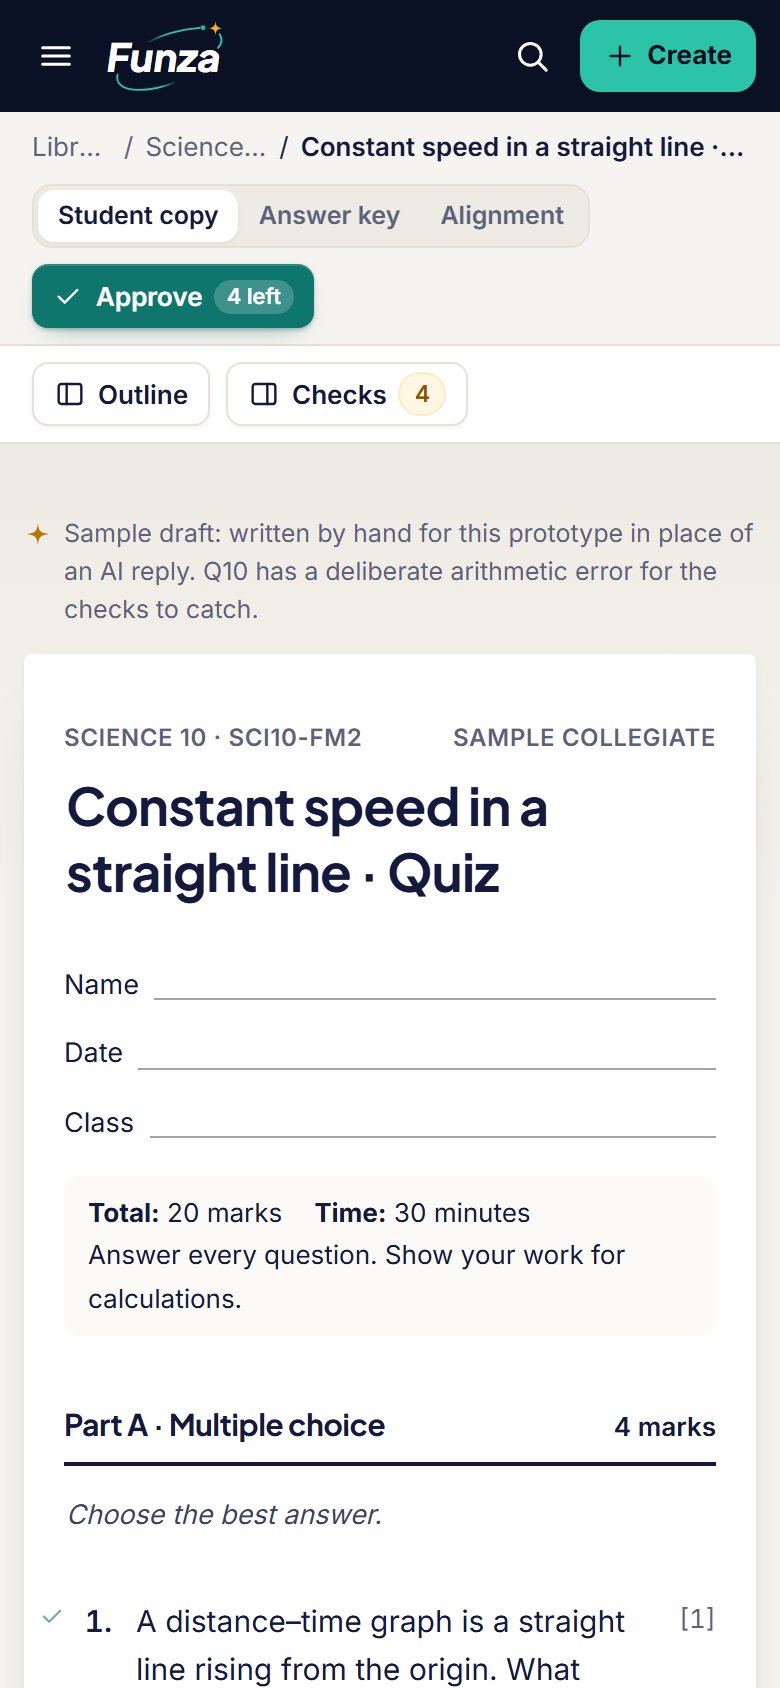 Funza
Create
Libr... / Science... / Constant speed in a straight line ·...
Student copy Answer key Alignment
Approve 4 left
Outline Checks 4
Sample draft: written by hand for this prototype in place of
an AI reply. Q10 has a deliberate arithmetic error for the
checks to catch.
SCIENCE 10 · SCI10-FM2 SAMPLE COLLEGIATE
Constant speed in a
straight line · Quiz
Name
Date
Class
Total: 20 marks Time: 30 minutes
Answer every question. Show your work for
calculations.
Part A · Multiple choice 4 marks
Choose the best answer.
1. A distance–time graph is a straight [1]
line rising from the origin. What